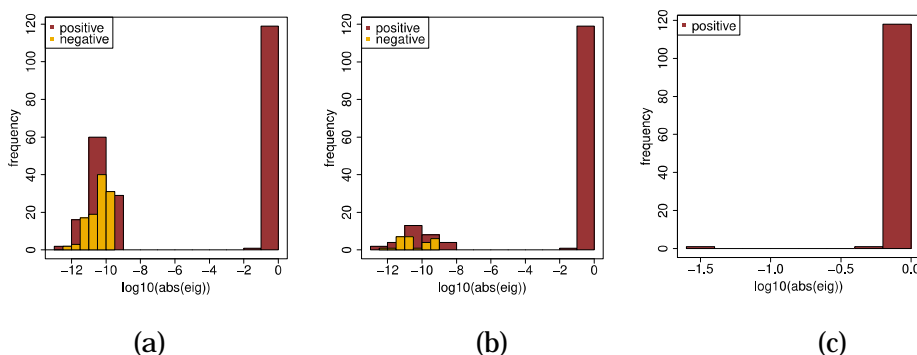 positive
negative
frequency
0 20 40 60 80 100 120
−12 −10 −8 −6 −4 −2 0
log10(abs(eig))
(a)
positive
negative
frequency
0 20 40 60 80 100 120
−12 −10 −8 −6 −4 −2 0
log10(abs(eig))
(b)
positive
frequency
0 20 40 60 80 100 120
−1.5 −1.0 −0.5 0.0
log10(abs(eig))
(c)